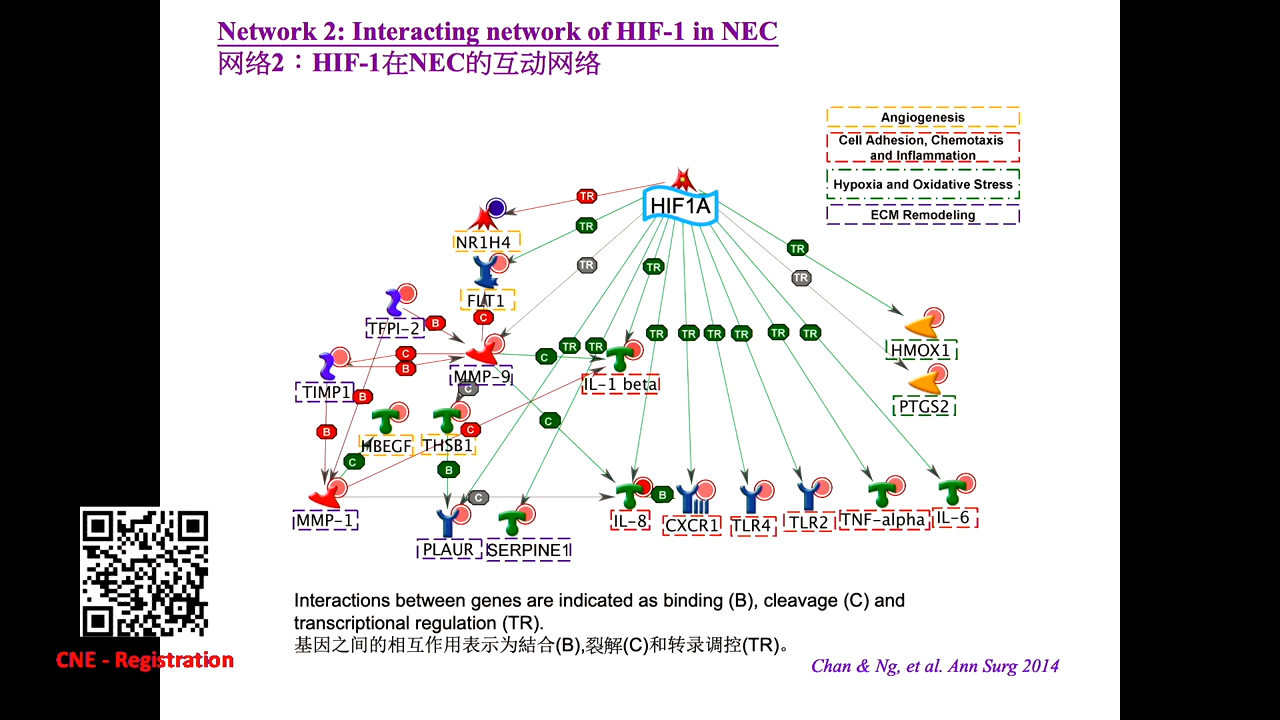 Network 2: Interacting network of HIF-1 in NEC
网络2：HIF-1在NEC的互动网络
Angiogenesis
Cell Adhesion, Chemotaxis
and Inflammation
Hypoxia and Oxidative Stress
ECM Remodeling
HIF1A
TR
NR1H4
TR
TR
TR
TR
TR
FLT1
TFPI-2
B
C
TR
TR
TR
TR
TR
TR
C
TR
TR
C
B
HMOX1
TIMP1
MMP-9
IL-1 beta
C
B
PTGS2
HBEGF
THSB1
C
C
B
C
B
MMP-1
C
B
IL-8
CXCR1
TLR4
TLR2
TNF-alpha
IL-6
PLAUR
SERPINE1
Interactions between genes are indicated as binding (B), cleavage (C) and
transcriptional regulation (TR).
基因之间的相互作用表示为結合(B),裂解(C)和转录调控(TR)。
CNE - Registration
Chan & Ng, et al. Ann Surg 2014